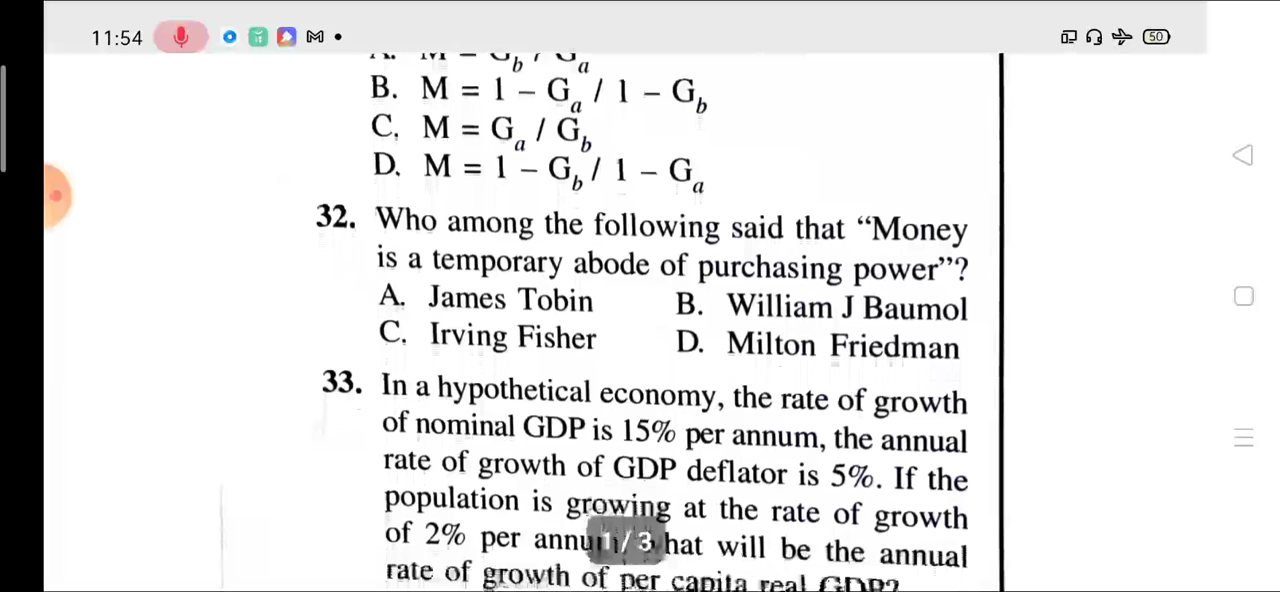 11:54
50
B. M = 1 – Ga / 1 – Gb
C. M = Ga / Gb
D. M = 1 – Gb / 1 – Ga
32. Who among the following said that “Money
is a temporary abode of purchasing power”?
A. James Tobin B. William J Baumol
C. Irving Fisher D. Milton Friedman
33. In a hypothetical economy, the rate of growth
of nominal GDP is 15% per annum, the annual
rate of growth of GDP deflator is 5%. If the
population is growing at the rate of growth
of 2% per 1/3 will be the annual
rate of growth of per capita real GDP?